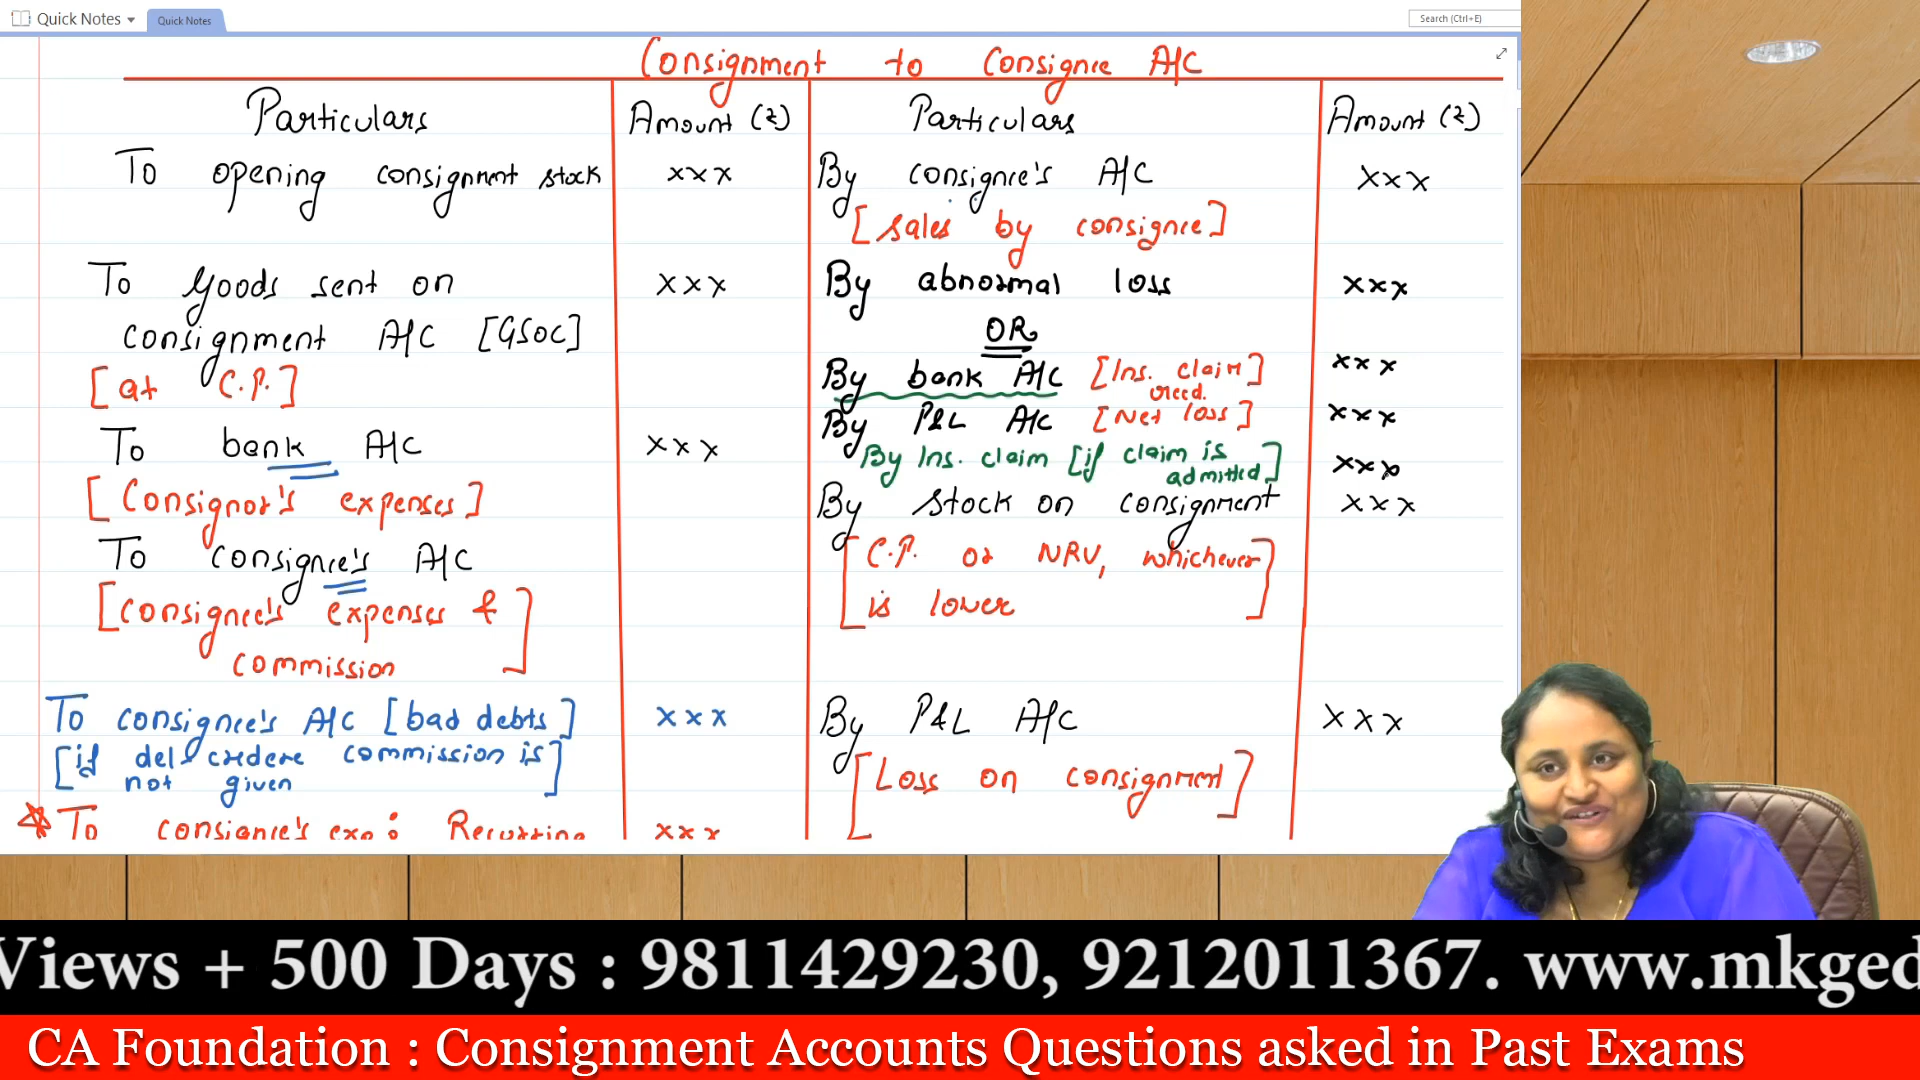 Quick Notes
Quick Notes
Search (Ctrl+E)
Consignment to Consignee A/C
Particulars Amount (₹) Particulars Amount (₹)
To opening consignment stock xxx
To Goods sent on xxx
consignment A/C [GSOC]
[at C.P.]
To bank A/C xxx
[Consignor's expenses]
To consignee's A/C
[Consignee's expenses &
commission
To consignee's A/C [bad debts] xxx
[if del credere commission is]
not given
To consignee's exp: Recurring xxx
By consignee's A/C xxx
[sales by consignee]
By abnormal loss xxx
OR
By bank A/C [Ins. claim] xxx
recd.
By P&L A/C [Net loss] xxx
By Ins. claim [if claim is xxx
admitted]
By stock on consignment xxx
[C.P. or NRV, whichever
is lower]
By P&L A/C xxx
[Loss on consignment]
Views + 500 Days : 9811429230, 9212011367. www.mkged
CA Foundation : Consignment Accounts Questions asked in Past Exams